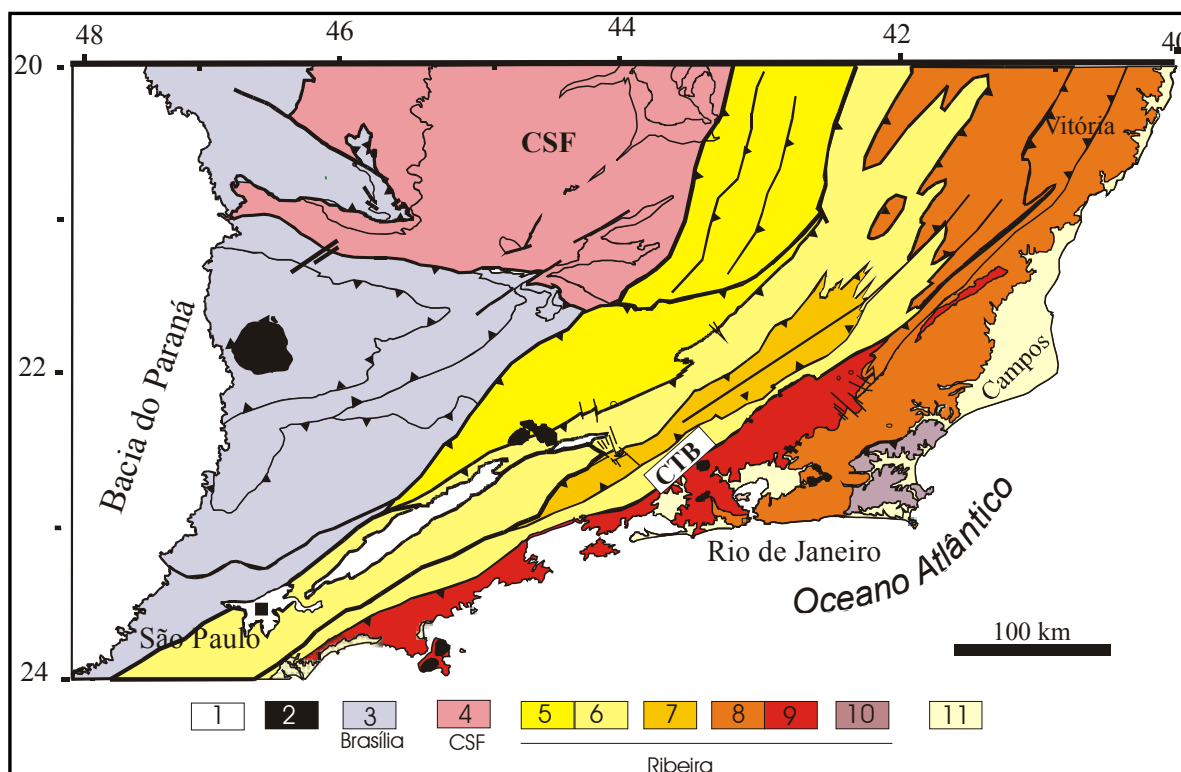 48 46 44 42 40
20
CSF
Vitória
Bacia do Paraná
22
Campos
CTB
Rio de Janeiro
Oceano Atlântico
São Paulo
100 km
24
1 2 3 4 5 6 7 8 9 10 11
Brasília CSF
Ribeira